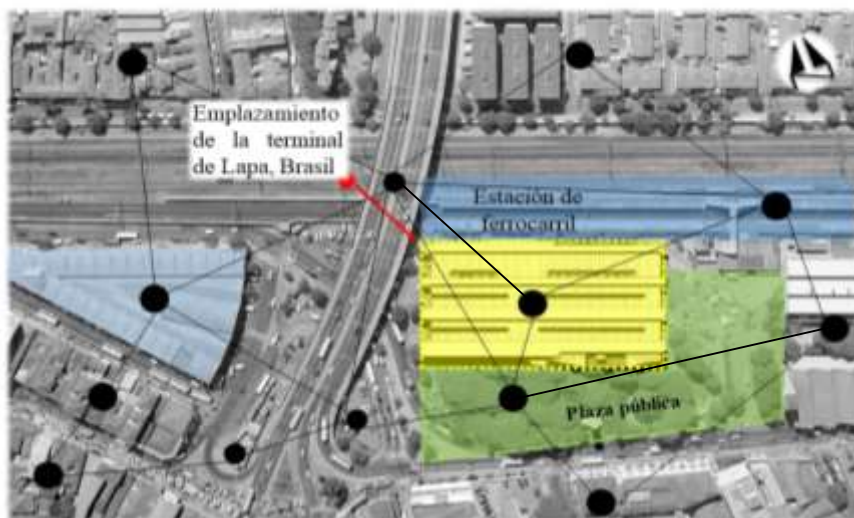 Emplazamiento
de la terminal
de Lapa, Brasil
Estación de
ferrocarril
Plaza pública